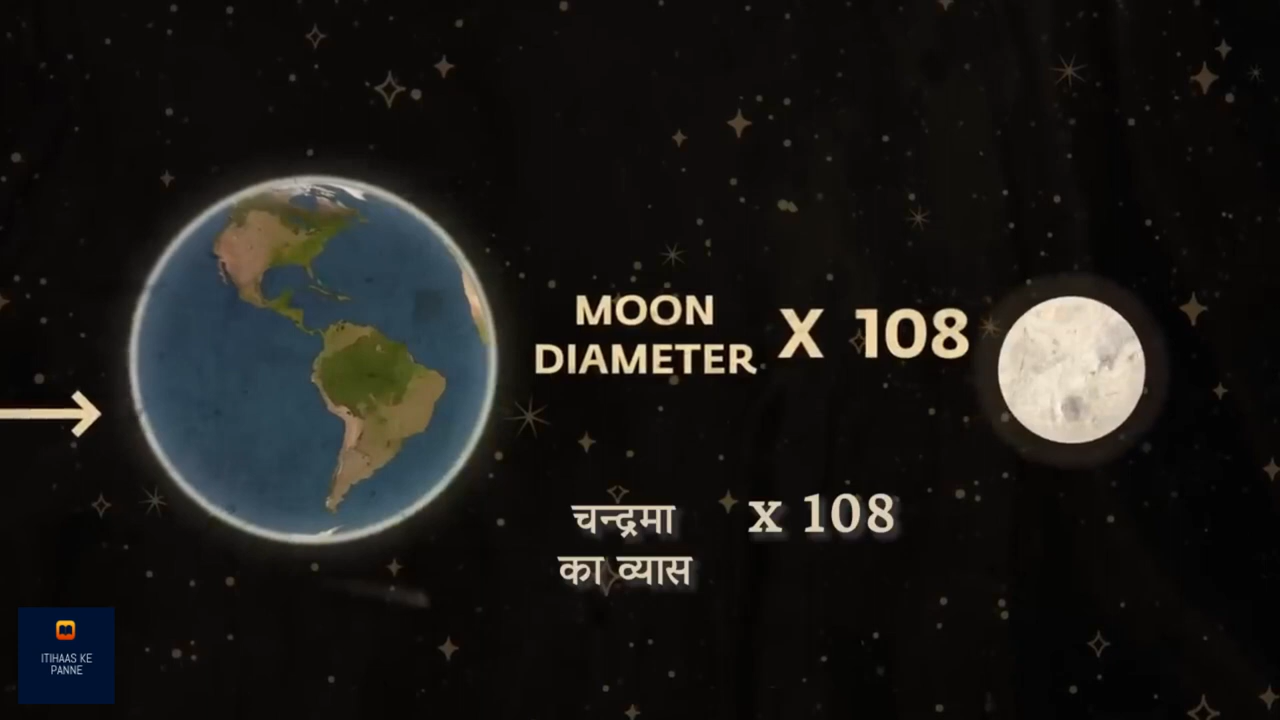 MOON
DIAMETER
X 108
चन्द्रमा
का व्यास
x 108
ITIHAAS KE
PANNE